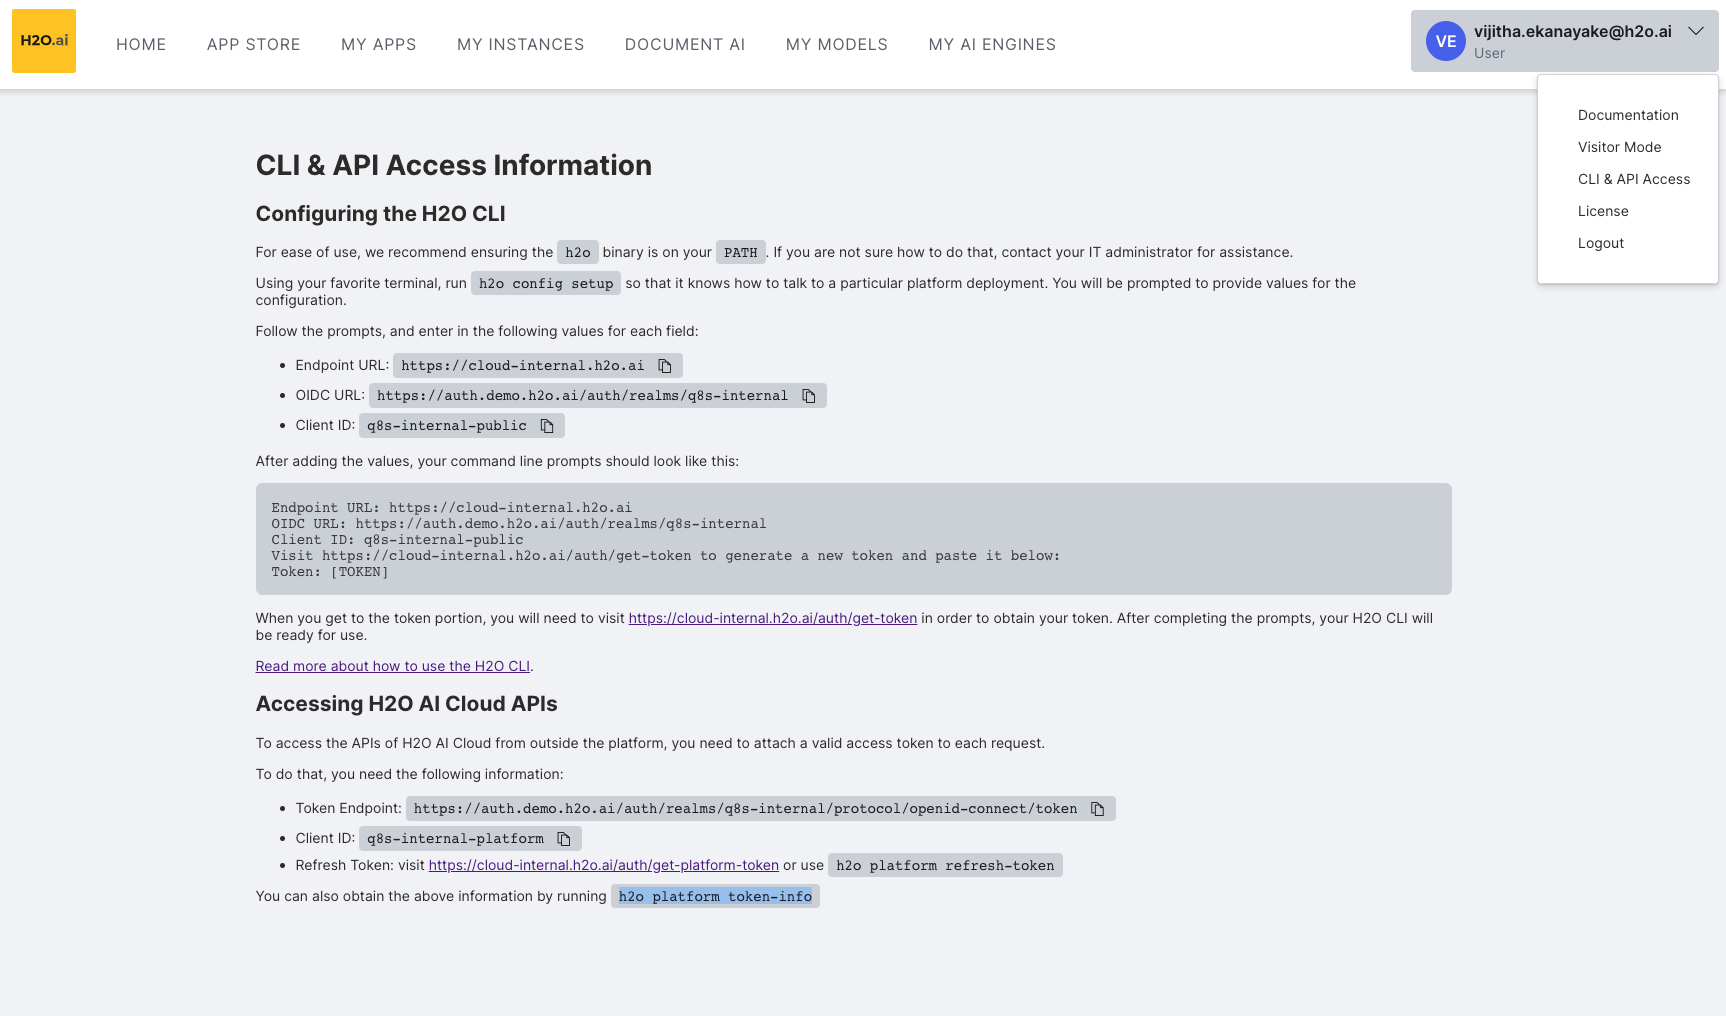 H2O.ai
HOME APP STORE MY APPS MY INSTANCES DOCUMENT AI MY MODELS MY AI ENGINES
VE
vijitha.ekanayake@h2o.ai
User
Documentation
Visitor Mode
CLI & API Access
License
Logout
CLI & API Access Information
Configuring the H2O CLI
For ease of use, we recommend ensuring the h2o binary is on your PATH. If you are not sure how to do that, contact your IT administrator for assistance.
Using your favorite terminal, run h2o config setup so that it knows how to talk to a particular platform deployment. You will be prompted to provide values for the
configuration.
Follow the prompts, and enter in the following values for each field:
• Endpoint URL: https://cloud-internal.h2o.ai
• OIDC URL: https://auth.demo.h2o.ai/auth/realms/q8s-internal
• Client ID: q8s-internal-public
After adding the values, your command line prompts should look like this:
Endpoint URL: https://cloud-internal.h2o.ai
OIDC URL: https://auth.demo.h2o.ai/auth/realms/q8s-internal
Client ID: q8s-internal-public
Visit https://cloud-internal.h2o.ai/auth/get-token to generate a new token and paste it below:
Token: [TOKEN]
When you get to the token portion, you will need to visit https://cloud-internal.h2o.ai/auth/get-token in order to obtain your token. After completing the prompts, your H2O CLI will
be ready for use.
Read more about how to use the H2O CLI.
Accessing H2O AI Cloud APIs
To access the APIs of H2O AI Cloud from outside the platform, you need to attach a valid access token to each request.
To do that, you need the following information:
• Token Endpoint: https://auth.demo.h2o.ai/auth/realms/q8s-internal/protocol/openid-connect/token
• Client ID: q8s-internal-platform
• Refresh Token: visit https://cloud-internal.h2o.ai/auth/get-platform-token or use h2o platform refresh-token
You can also obtain the above information by running h2o platform token-info